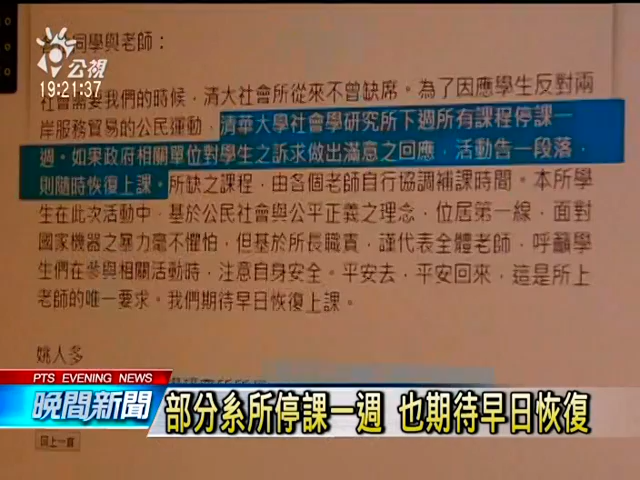 同學與老師：
公視
19:21:37
社會需要我們的時候，清大社會所從來不曾缺席。為了因應學生反對兩
岸服務貿易的公民運動，清華大學社會學研究所下週所有課程停課一
週。如果政府相關單位對學生之訴求做出滿意之回應，活動告一段落，
則隨時恢復上課。所缺之課程，由各個老師自行協調補課時間。本所學
生在此次活動中，基於公民社會與公平正義之理念，位居第一線，面對
國家機器之暴力毫不懼怕，但基於所長職責，謹代表全體老師，呼籲學
生們在參與相關活動時，注意自身安全。平安去，平安回來，這是所上
老師的唯一要求。我們期待早日恢復上課。
姚人多
PTS EVENING NEWS
晚間新聞
部分系所停課一週 也期待早日恢復
回上一頁